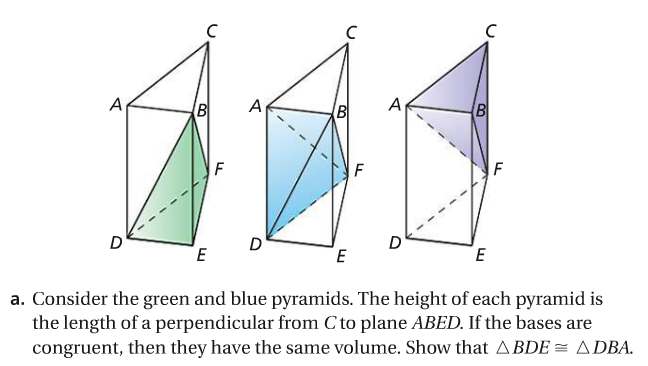 C
C
C
A
B
A
B
A
B
F
F
F
D
E
D
E
D
E
a. Consider the green and blue pyramids. The height of each pyramid is
the length of a perpendicular from C to plane ABED. If the bases are
congruent, then they have the same volume. Show that △BDE ≅ △DBA.